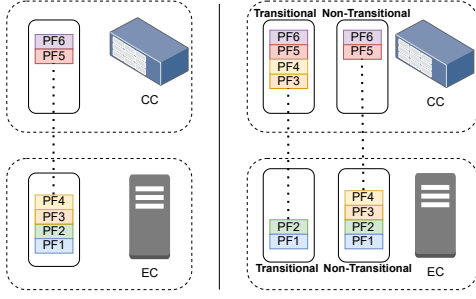 PF6
PF5
CC
PF4
PF3
PF2
PF1
EC
Transitional Non-Transitional
PF6 PF6
PF5 PF5
PF4
PF3
CC
PF4
PF3
PF2 PF2
PF1 PF1
EC
Transitional Non-Transitional